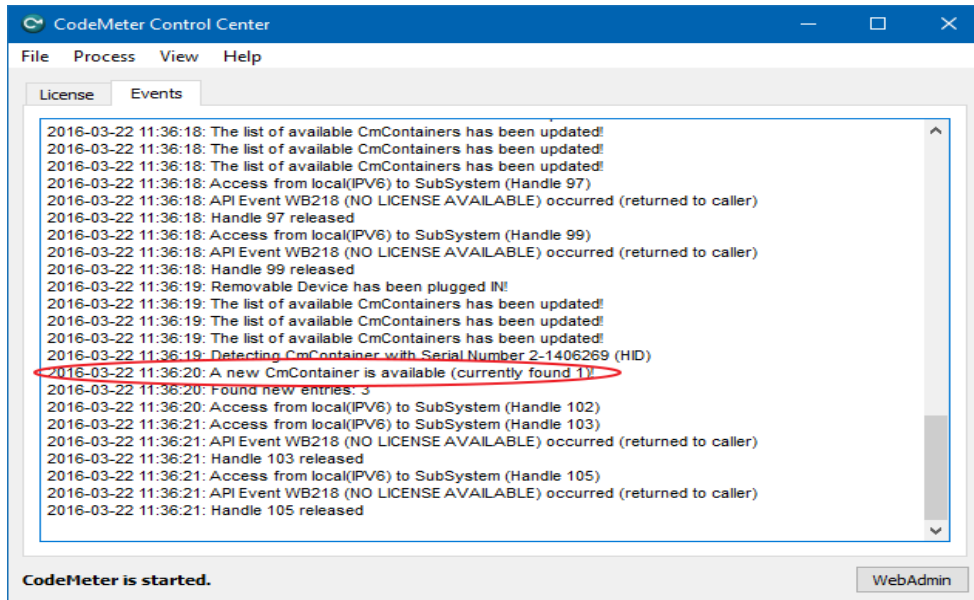 CodeMeter Control Center
File Process View Help
License Events
2016-03-22 11:36:18: The list of available CmContainers has been updated!
2016-03-22 11:36:18: The list of available CmContainers has been updated!
2016-03-22 11:36:18: The list of available CmContainers has been updated!
2016-03-22 11:36:18: Access from local(IPV6) to SubSystem (Handle 97)
2016-03-22 11:36:18: API Event WB218 (NO LICENSE AVAILABLE) occurred (returned to caller)
2016-03-22 11:36:18: Handle 97 released
2016-03-22 11:36:18: Access from local(IPV6) to SubSystem (Handle 99)
2016-03-22 11:36:18: API Event WB218 (NO LICENSE AVAILABLE) occurred (returned to caller)
2016-03-22 11:36:18: Handle 99 released
2016-03-22 11:36:19: Removable Device has been plugged IN!
2016-03-22 11:36:19: The list of available CmContainers has been updated!
2016-03-22 11:36:19: The list of available CmContainers has been updated!
2016-03-22 11:36:19: The list of available CmContainers has been updated!
2016-03-22 11:36:19: Detecting CmContainer with Serial Number 2-1406269 (HID)
2016-03-22 11:36:20: A new CmContainer is available (currently found 1)!
2016-03-22 11:36:20: Found new entries: 3
2016-03-22 11:36:20: Access from local(IPV6) to SubSystem (Handle 102)
2016-03-22 11:36:21: Access from local(IPV6) to SubSystem (Handle 103)
2016-03-22 11:36:21: API Event WB218 (NO LICENSE AVAILABLE) occurred (returned to caller)
2016-03-22 11:36:21: Handle 103 released
2016-03-22 11:36:21: Access from local(IPV6) to SubSystem (Handle 105)
2016-03-22 11:36:21: API Event WB218 (NO LICENSE AVAILABLE) occurred (returned to caller)
2016-03-22 11:36:21: Handle 105 released
CodeMeter is started.
WebAdmin